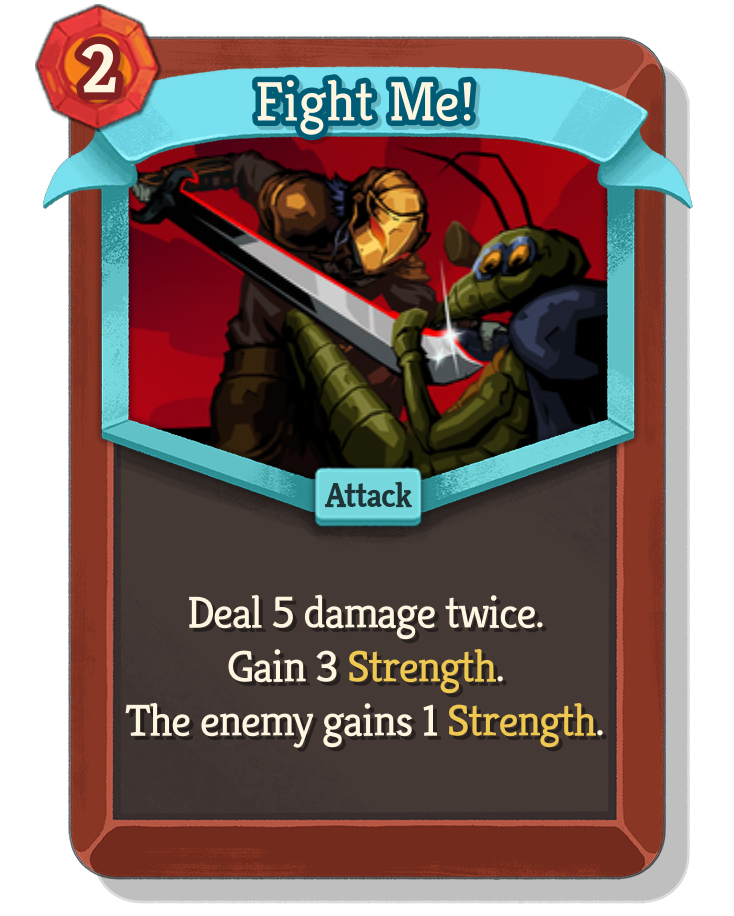 2
Fight Me!
Attack
Deal 5 damage twice.
Gain 3 Strength.
The enemy gains 1 Strength.